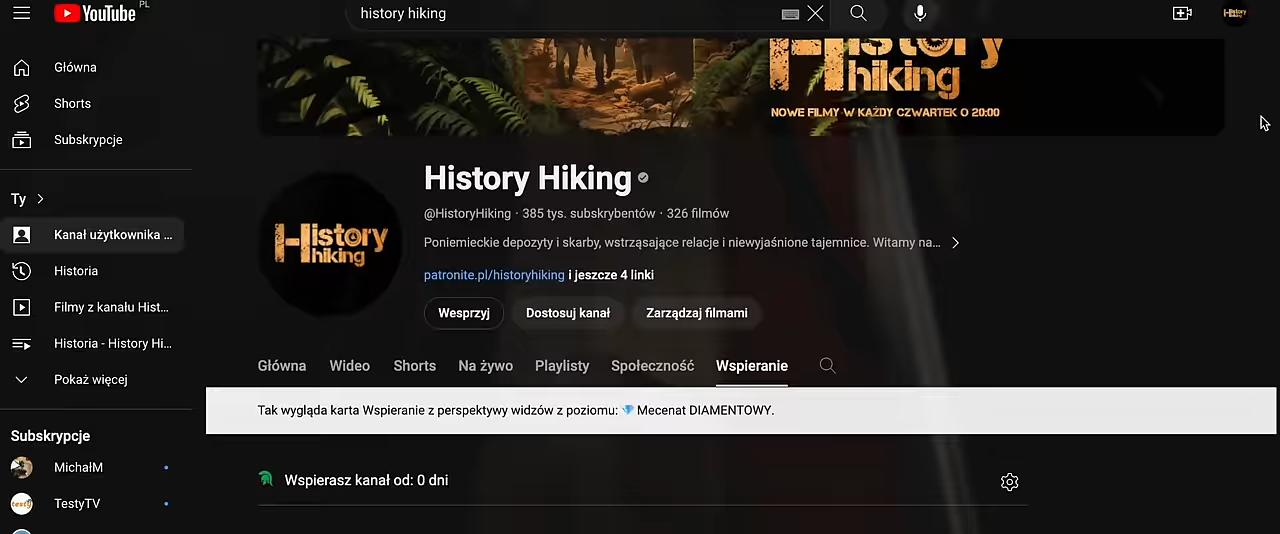 YouTube PL
history hiking
History hiking
Główna
Shorts
Subskrypcje
Ty
Kanał użytkownika ...
Historia
Filmy z kanału Hist...
Historia - History Hi...
Pokaż więcej
Subskrypcje
MichałM
TestyTV
History
hiking
NOWE FILMY W KAŻDY CZWARTEK O 20:00
History Hiking
@HistoryHiking · 385 tys. subskrybentów · 326 filmów
Poniemieckie depozyty i skarby, wstrząsające relacje i niewyjaśnione tajemnice. Witamy na...
patronite.pl/historyhiking i jeszcze 4 linki
History
hiking
Wesprzyj Dostosuj kanał Zarządzaj filmami
Główna Wideo Shorts Na żywo Playlisty Społeczność Wspieranie
Tak wygląda karta Wspieranie z perspektywy widzów z poziomu: 💎 Mecenat DIAMENTOWY.
Wspierasz kanał od: 0 dni